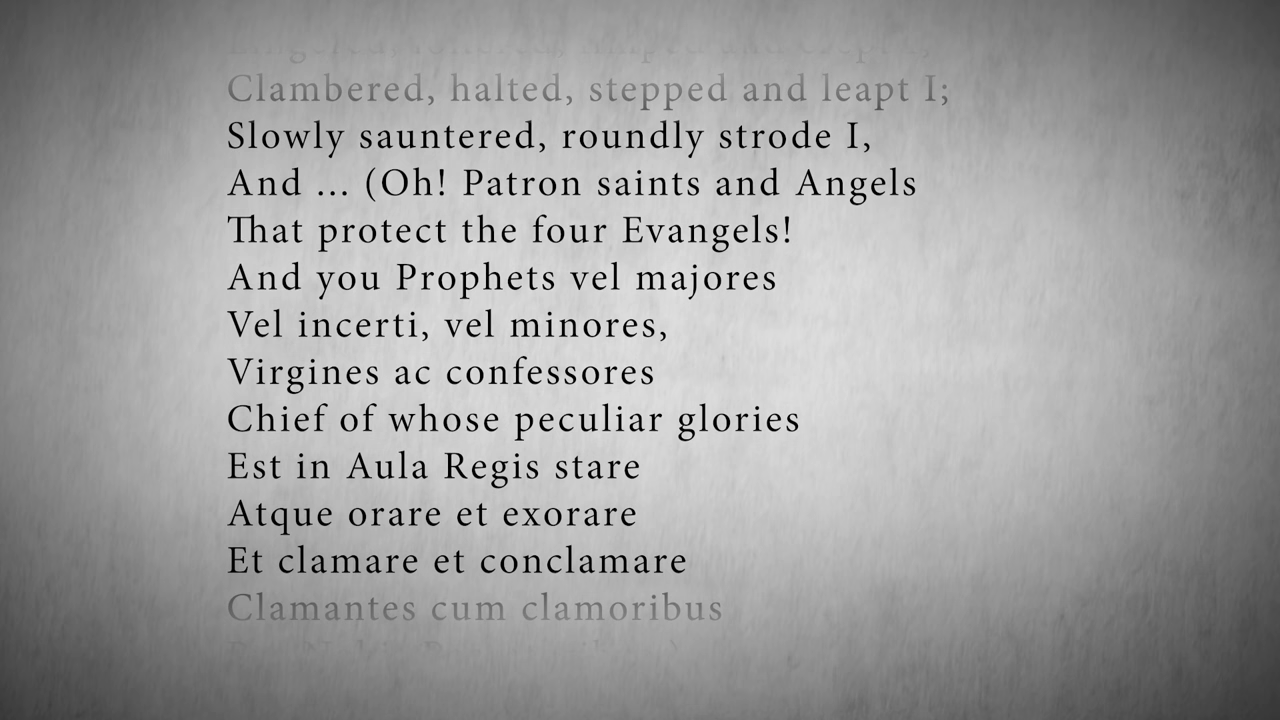 Clambered, halted, stepped and leapt I;
Slowly sauntered, roundly strode I,
And ... (Oh! Patron saints and Angels
That protect the four Evangels!
And you Prophets vel majores
Vel incerti, vel minores,
Virgines ac confessores
Chief of whose peculiar glories
Est in Aula Regis stare
Atque orare et exorare
Et clamare et conclamare
Clamantes cum clamoribus